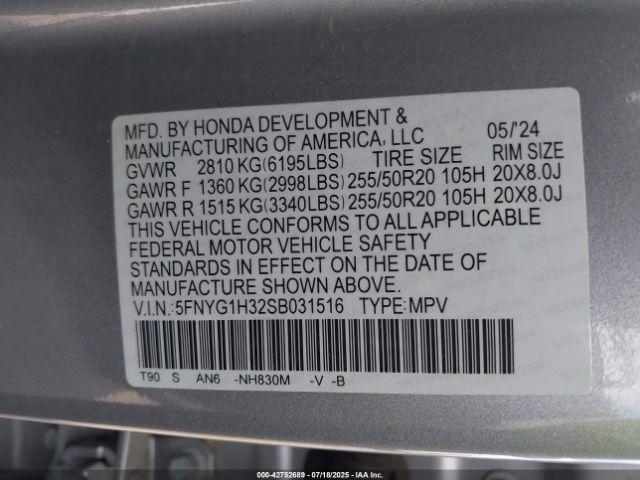 MFD. BY HONDA DEVELOPMENT &
MANUFACTURING OF AMERICA, LLC 05/'24
GVWR 2810 KG(6195LBS) TIRE SIZE RIM SIZE
GAWR F 1360 KG(2998LBS) 255/50R20 105H 20X8.0J
GAWR R 1515 KG(3340LBS) 255/50R20 105H 20X8.0J
THIS VEHICLE CONFORMS TO ALL APPLICABLE
FEDERAL MOTOR VEHICLE SAFETY
STANDARDS IN EFFECT ON THE DATE OF
MANUFACTURE SHOWN ABOVE.
V.I.N.:5FNYG1H32SB031516 TYPE:MPV
T90 S AN6 -NH830M -V -B
000-42752689 - 07/18/2025 - IAAI, Inc.